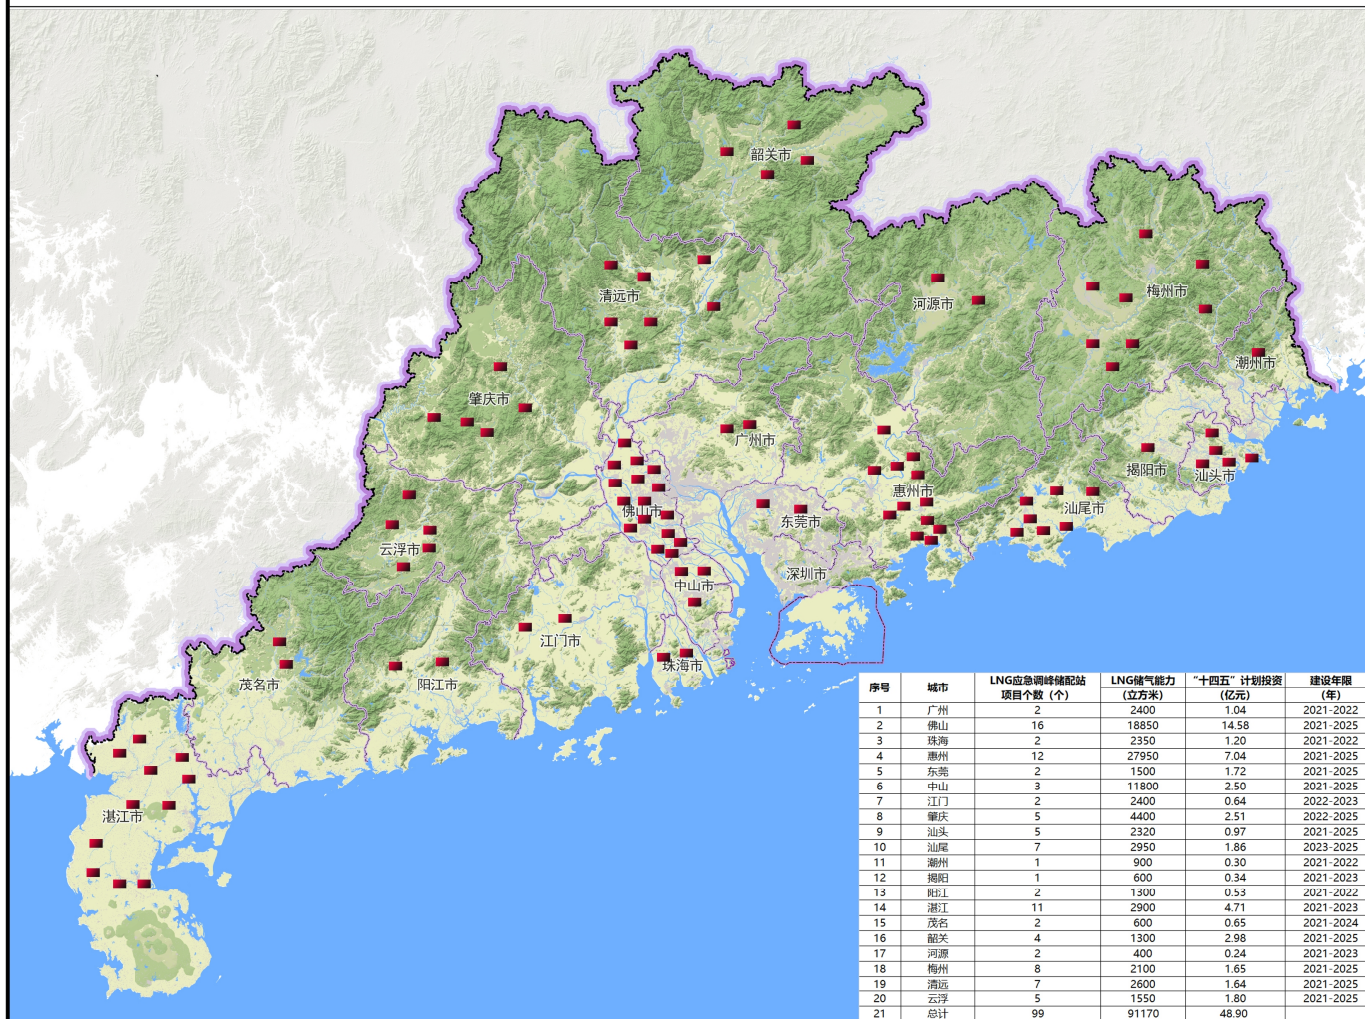 韶关市
清远市
河源市
梅州市
潮州市
肇庆市
广州市
揭阳市
汕头市
惠州市
汕尾市
佛山市
东莞市
云浮市
深圳市
中山市
江门市
珠海市
茂名市
阳江市
湛江市
序号 城市 LNG应急调峰储配站项目个数（个） LNG储气能力（立方米） “十四五”计划投资（亿元） 建设年限（年）
1 广州 2 2400 1.04 2021-2022
2 佛山 16 18850 14.58 2021-2025
3 珠海 2 2350 1.20 2021-2022
4 惠州 12 27950 7.04 2021-2025
5 东莞 2 1500 1.72 2021-2025
6 中山 3 11800 2.50 2021-2025
7 江门 2 2400 0.64 2022-2023
8 肇庆 5 4400 2.51 2022-2025
9 汕头 5 2320 0.97 2021-2025
10 汕尾 7 2950 1.86 2023-2025
11 潮州 1 900 0.30 2021-2022
12 揭阳 1 600 0.34 2021-2023
13 阳江 2 1300 0.53 2021-2022
14 湛江 11 2900 4.71 2021-2023
15 茂名 2 600 0.65 2021-2024
16 韶关 4 1300 2.98 2021-2025
17 河源 2 400 0.24 2021-2023
18 梅州 8 2100 1.65 2021-2025
19 清远 7 2600 1.64 2021-2025
20 云浮 5 1550 1.80 2021-2025
21 总计 99 91170 48.90